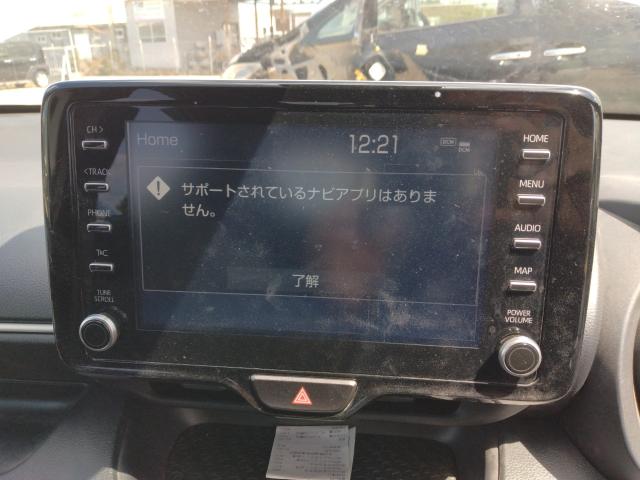 Home
12:21
DCM
サポートされているナビアプリはありま
せん。
了解
CH >
< TRACK
PHONE
T&C
TUNE
SCROLL
HOME
MENU
AUDIO
MAP
POWER
VOLUME